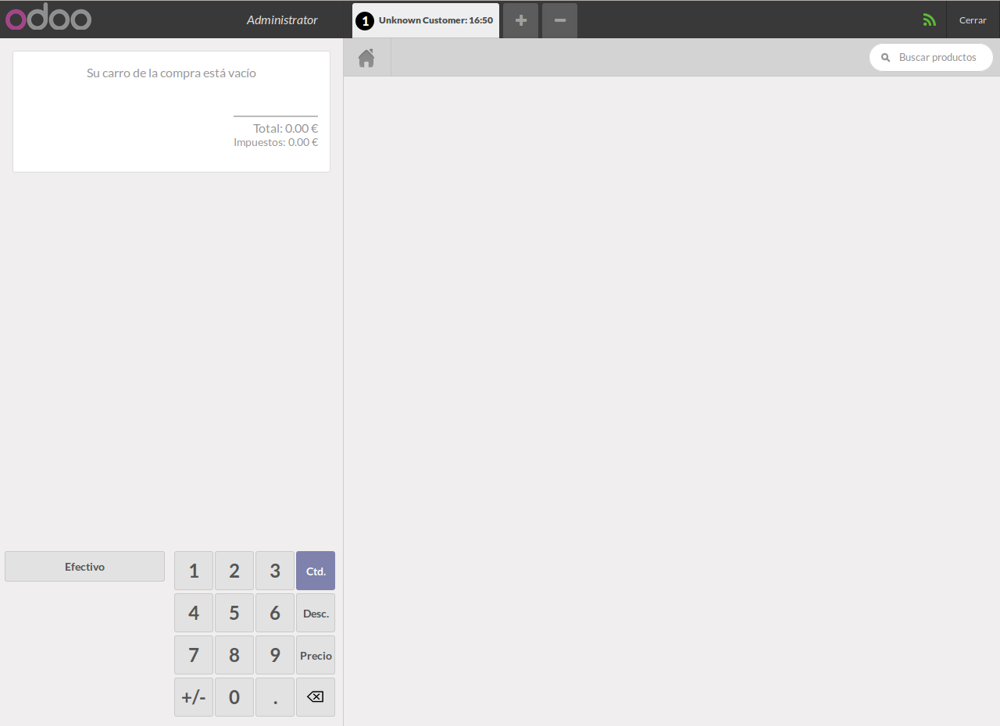 odoo
Administrator
1 Unknown Customer: 16:50
+
-
Cerrar
Buscar productos
Su carro de la compra está vacío
Total: 0.00 €
Impuestos: 0.00 €
Efectivo
1 2 3 Ctd.
4 5 6 Desc.
7 8 9 Precio
+/- 0 .